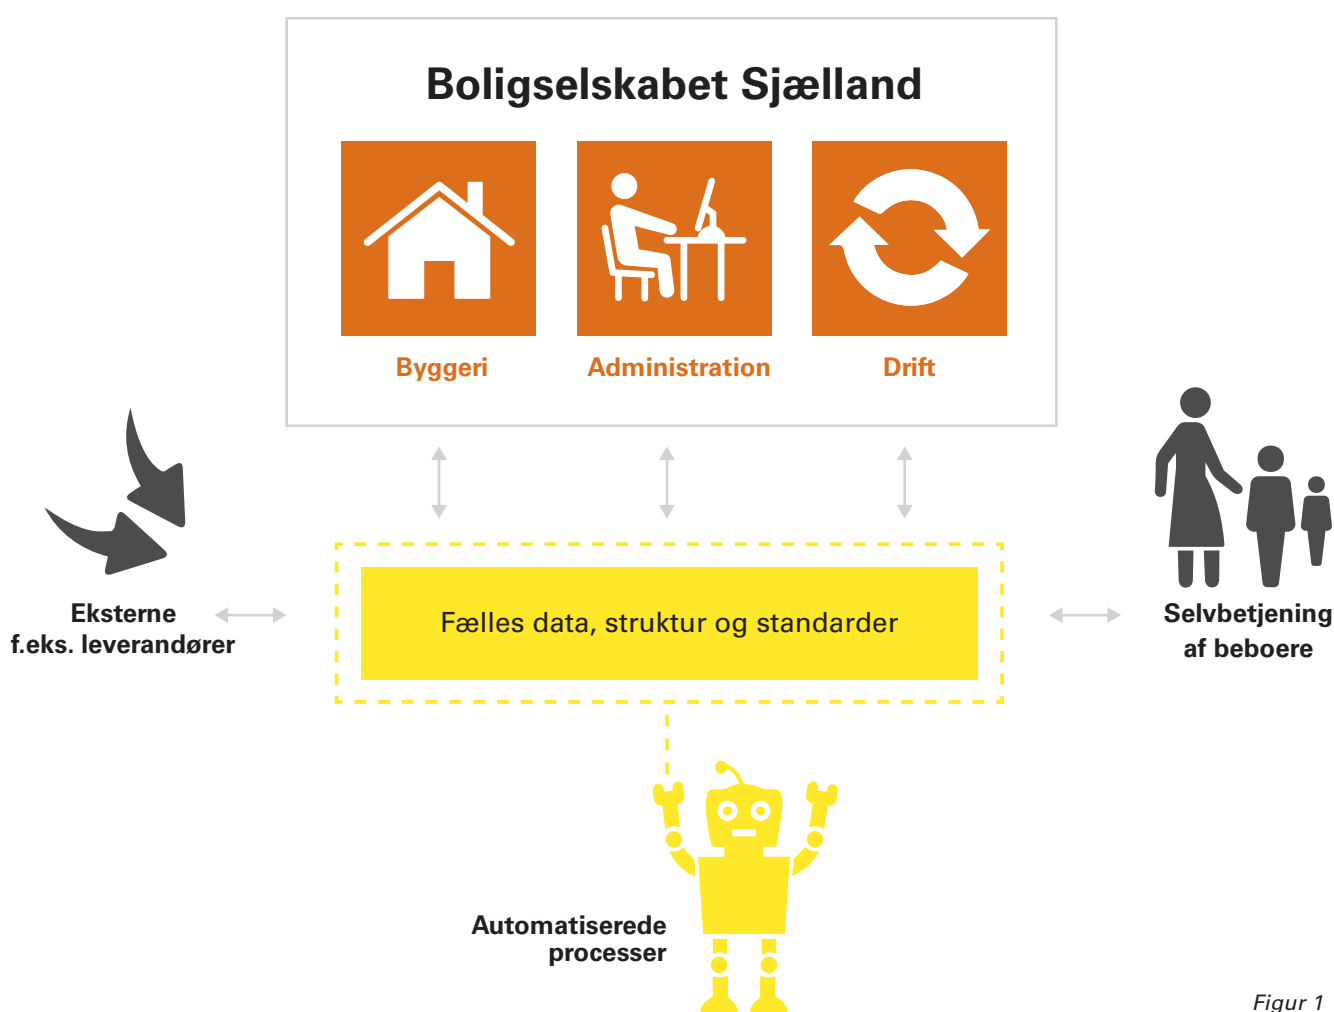 Boligselskabet Sjælland
Byggeri
Administration
Drift
Eksterne
f.eks. leverandører
Fælles data, struktur og standarder
Selvbetjening
af beboere
Automatiserede
processer
Figur 1